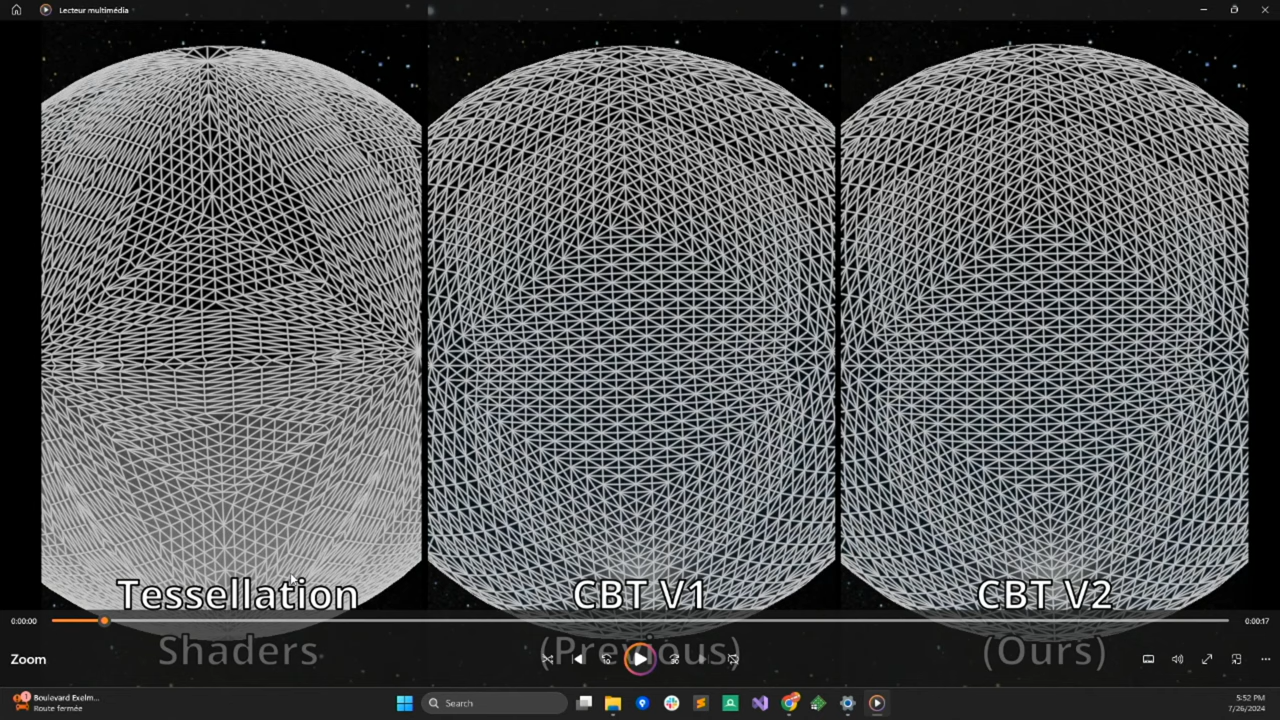 Lecteur multimédia
Tessellation
Shaders
CBT V1
(Previous)
CBT V2
(Ours)
0:00:00
0:00:17
Zoom
Boulevard Exelm...
Route fermée
1
Search
5:52 PM
7/26/2024